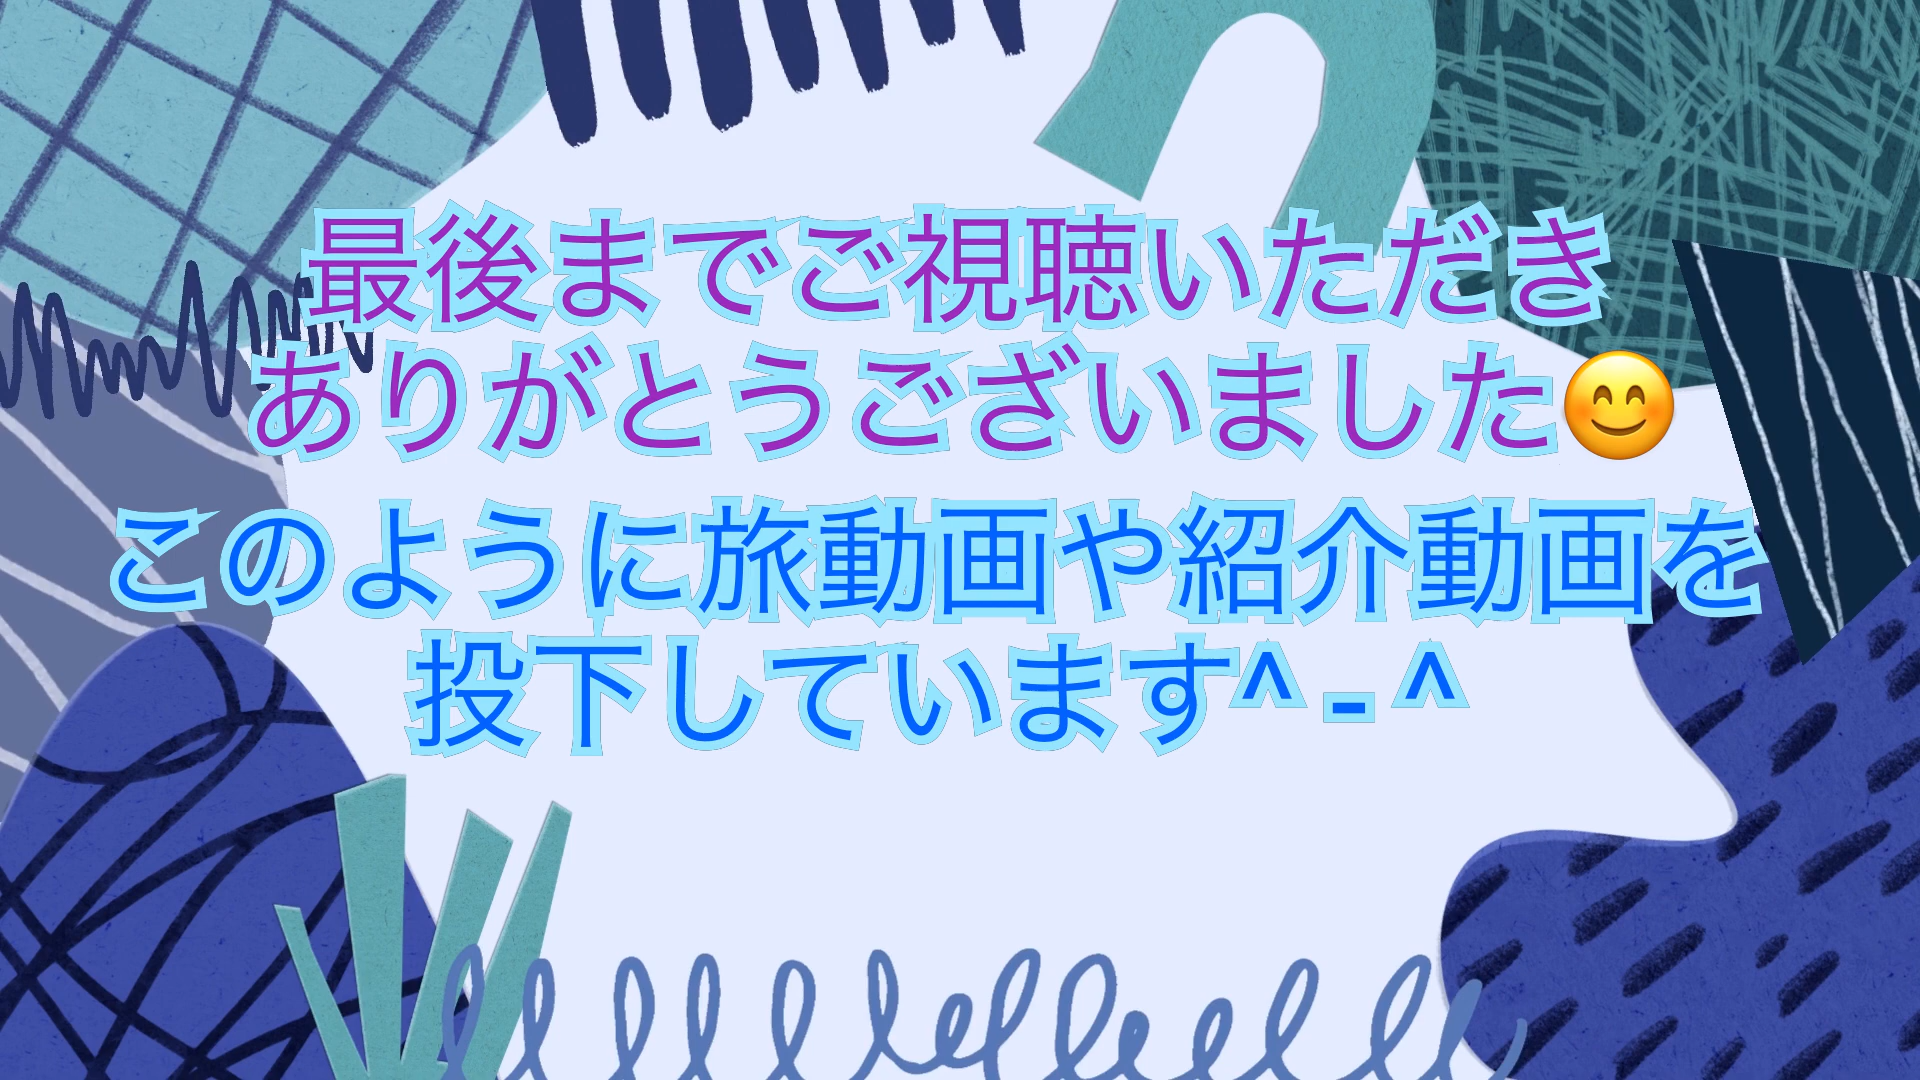 最後までご視聴いただき
ありがとうございました😊
このように旅動画や紹介動画を
投下しています^ - ^